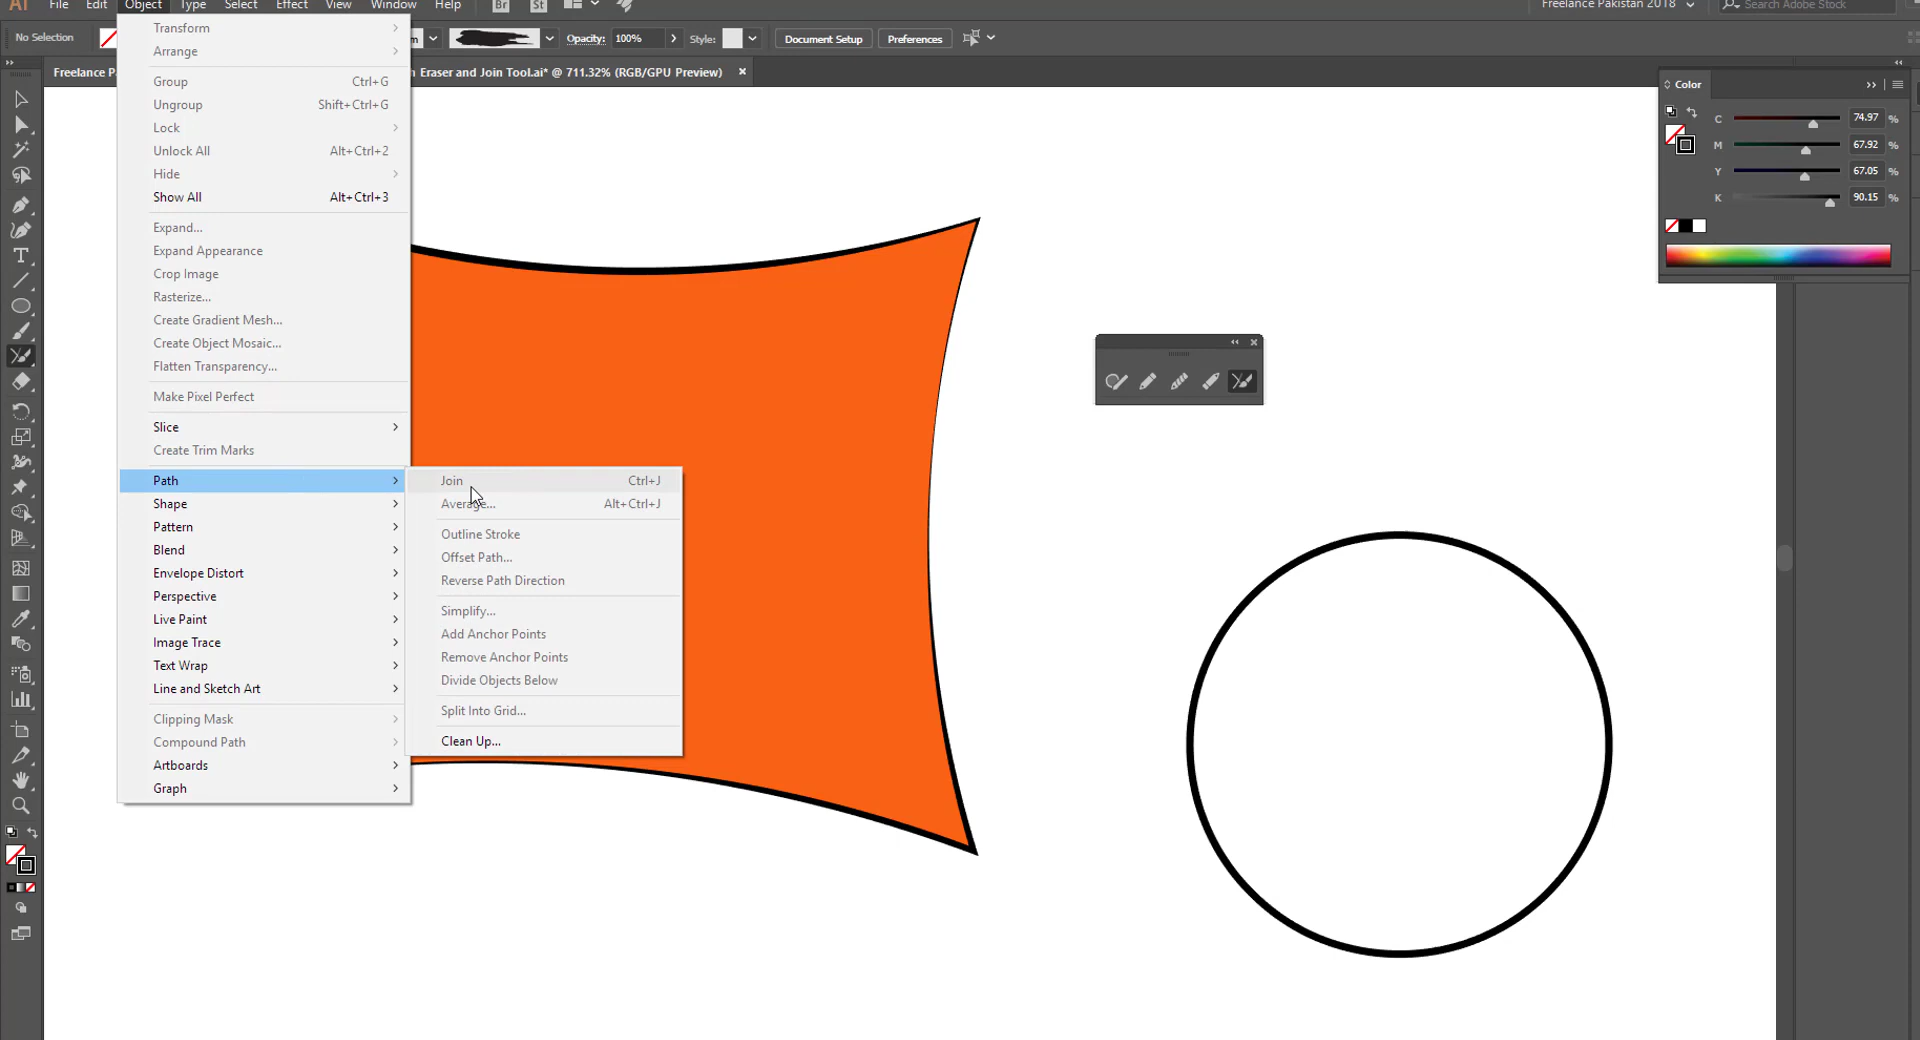 Ai File Edit Object Type Select Effect View Window Help Br St Freelance Pakistan 2018 Search Adobe Stock
No Selection Opacity: 100% Style: Document Setup Preferences
Freelance P Eraser and Join Tool.ai* @ 711.32% (RGB/GPU Preview)
Transform
Arrange
Group Ctrl+G
Ungroup Shift+Ctrl+G
Lock
Unlock All Alt+Ctrl+2
Hide
Show All Alt+Ctrl+3
Expand...
Expand Appearance
Crop Image
Rasterize...
Create Gradient Mesh...
Create Object Mosaic...
Flatten Transparency...
Make Pixel Perfect
Slice
Create Trim Marks
Path
Shape
Pattern
Blend
Envelope Distort
Perspective
Live Paint
Image Trace
Text Wrap
Line and Sketch Art
Clipping Mask
Compound Path
Artboards
Graph
Join Ctrl+J
Average... Alt+Ctrl+J
Outline Stroke
Offset Path...
Reverse Path Direction
Simplify...
Add Anchor Points
Remove Anchor Points
Divide Objects Below
Split Into Grid...
Clean Up...
Color
C 74.97 %
M 67.92 %
Y 67.05 %
K 90.15 %